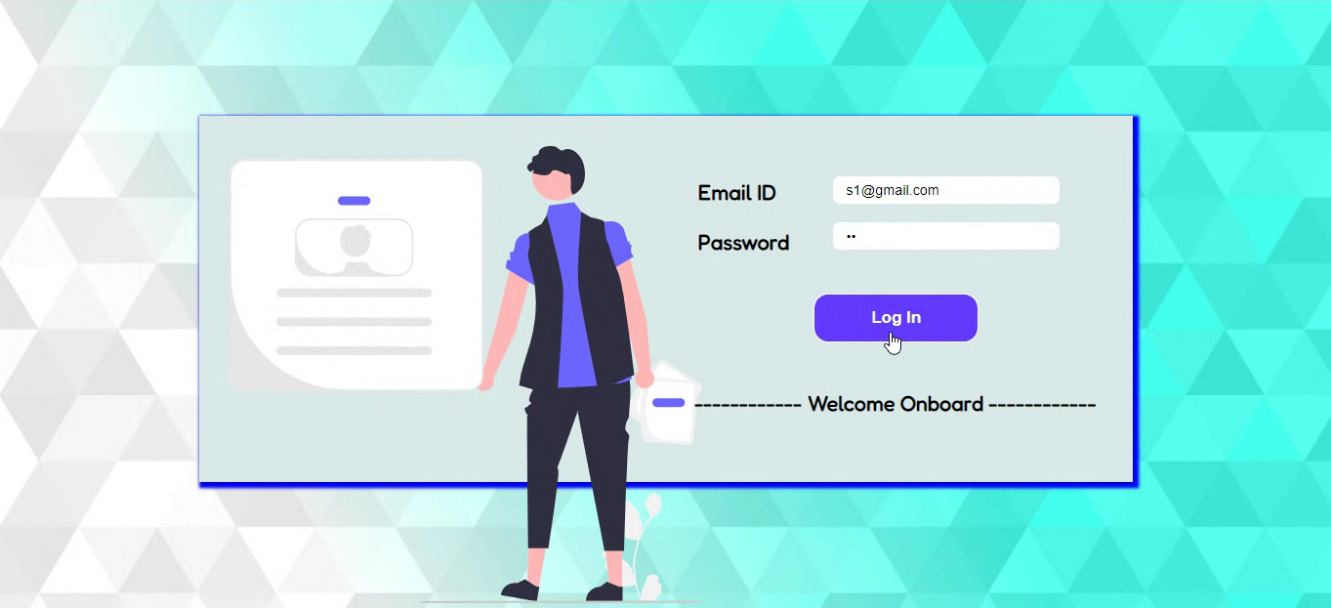 Email ID
s1@gmail.com
Password
••
Log In
------------ Welcome Onboard ------------